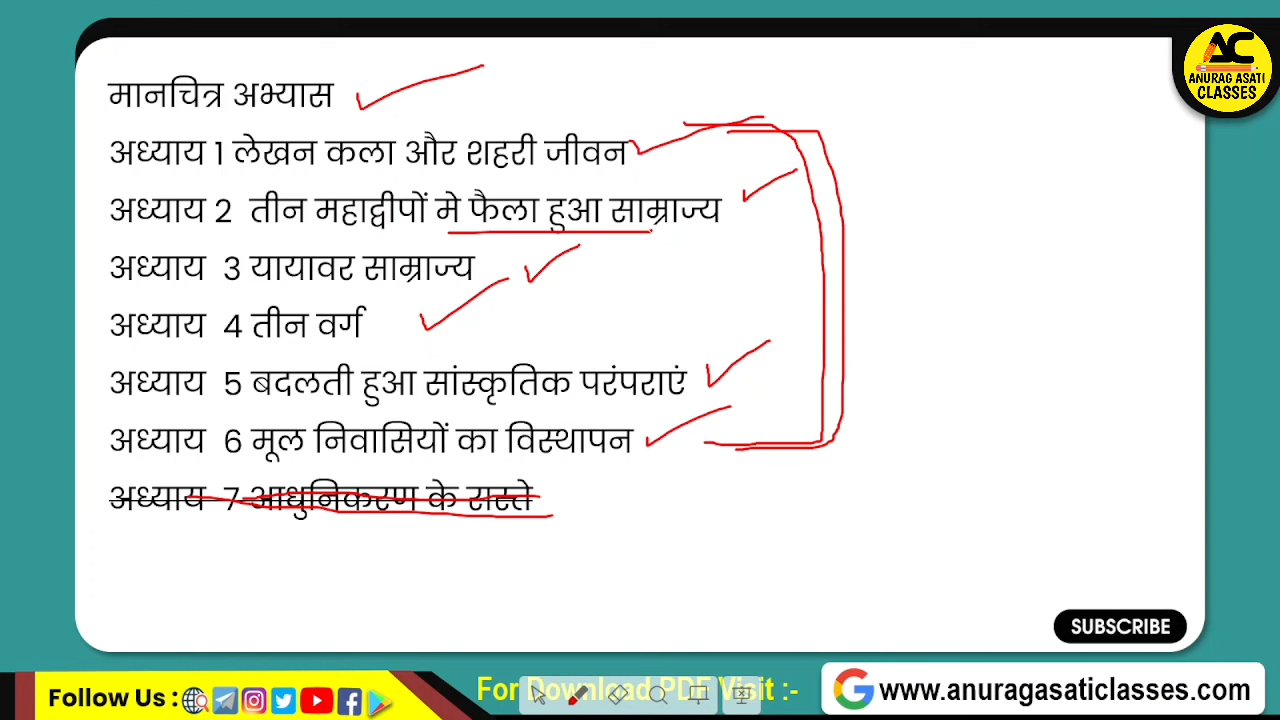 AC
ANURAG ASATI
CLASSES
मानचित्र अभ्यास
अध्याय 1 लेखन कला और शहरी जीवन
अध्याय 2 तीन महाद्वीपों मे फैला हुआ साम्राज्य
अध्याय 3 यायावर साम्राज्य
अध्याय 4 तीन वर्ग
अध्याय 5 बदलती हुआ सांस्कृतिक परंपराएं
अध्याय 6 मूल निवासियों का विस्थापन
अध्याय 7 आधुनिकरण के रास्ते
SUBSCRIBE
Follow Us :
For Download PDF Visit :-
www.anuragasaticlasses.com